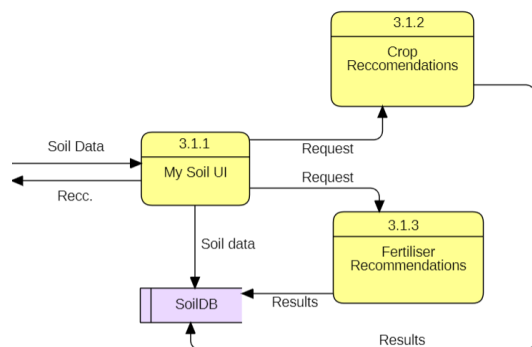 3.1.2
Crop
Reccomendations
3.1.1
My Soil UI
Soil Data
Recc.
Request
Request
3.1.3
Fertiliser
Recommendations
Soil data
SoilDB
Results
Results